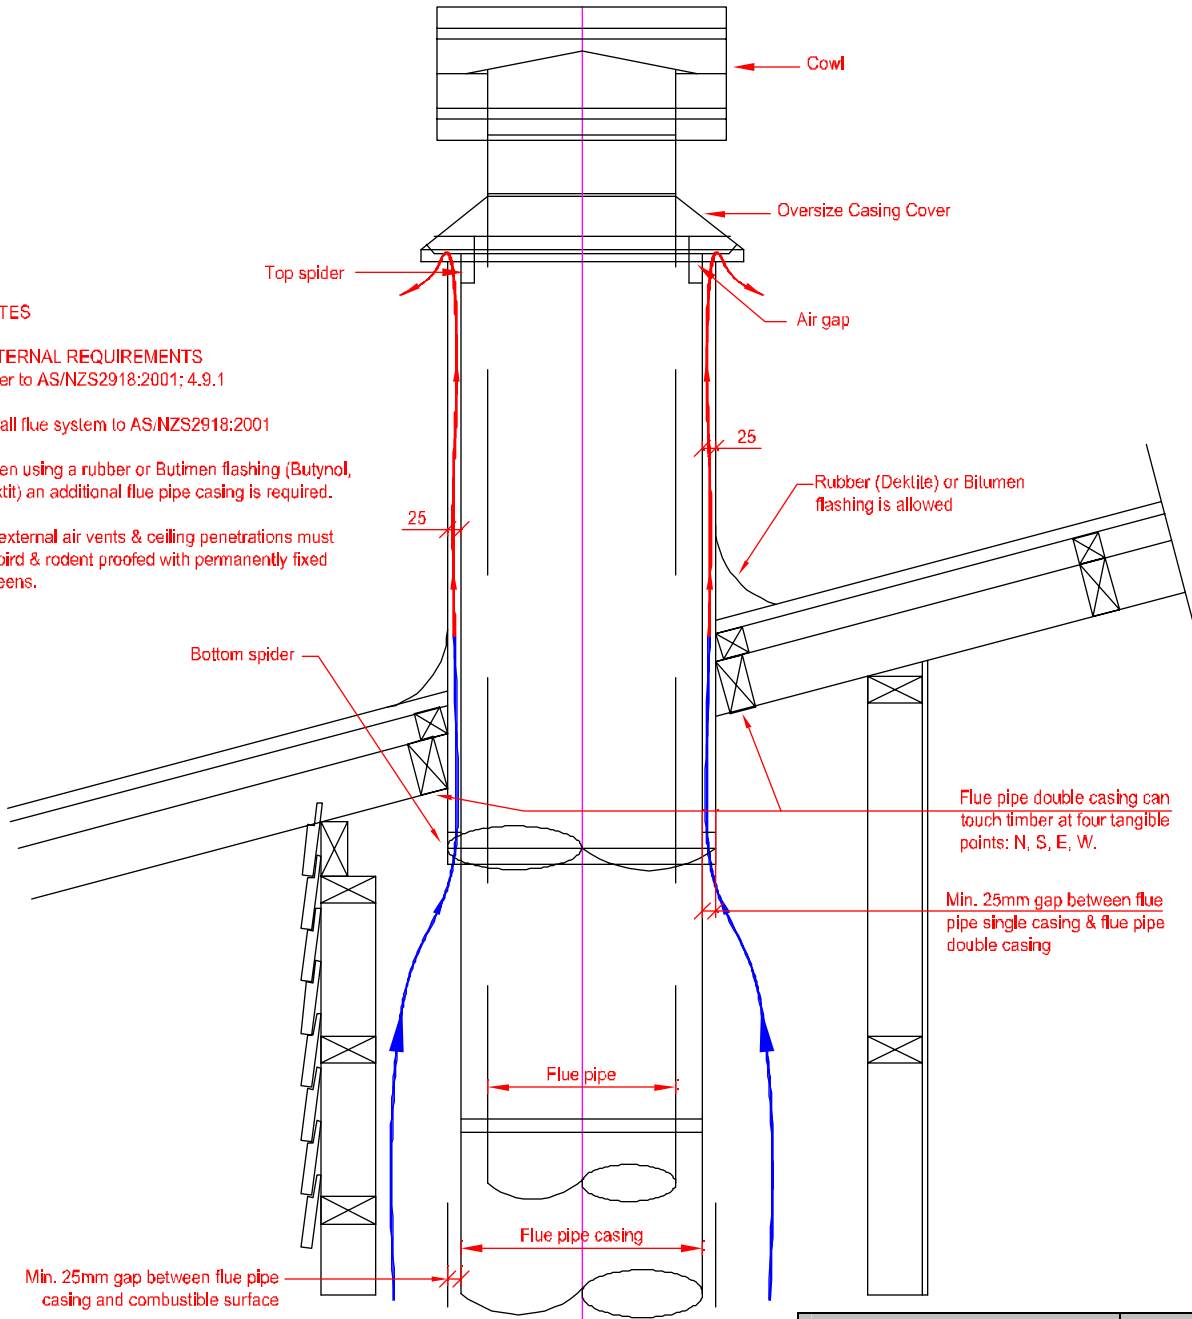 Cowl
Oversize Casing Cover
Top spider
Air gap
TES
TERNAL REQUIREMENTS
er to AS/NZS2918:2001; 4.9.1
all flue system to AS/NZS2918:2001
en using a rubber or Butimen flashing (Butynol,
ktit) an additional flue pipe casing is required.
external air vents & ceiling penetrations must
bird & rodent proofed with permanently fixed
eens.
25
25
Rubber (Dektite) or Bitumen
flashing is allowed
Bottom spider
Flue pipe double casing can
touch timber at four tangible
points: N, S, E, W.
Min. 25mm gap between flue
pipe single casing & flue pipe
double casing
Flue pipe
Flue pipe casing
Min. 25mm gap between flue pipe
casing and combustible surface